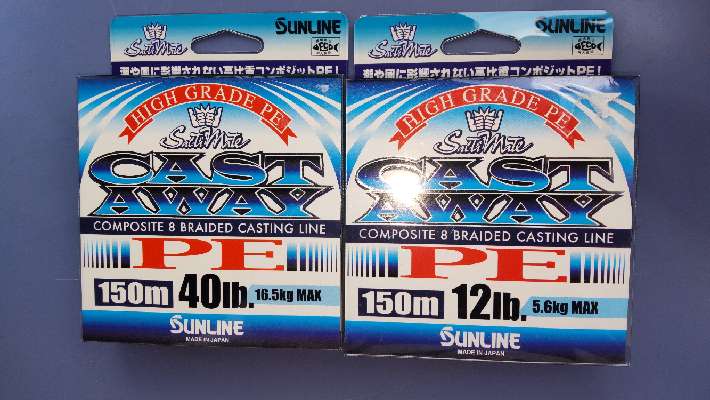 SUNLINE
SaltiMate
潮や風に影響されない高比重コンポジットPE!
HIGH GRADE PE
SaltiMate
CAST
AWAY
COMPOSITE 8 BRAIDED CASTING LINE
PE
150m 40lb. 16.5kg MAX
SUNLINE
MADE IN JAPAN
SUNLINE
SaltiMate
潮や風に影響されない高比重コンポジットPE!
HIGH GRADE PE
SaltiMate
CAST
AWAY
COMPOSITE 8 BRAIDED CASTING LINE
PE
150m 12lb. 5.6kg MAX
SUNLINE
MADE IN JAPAN